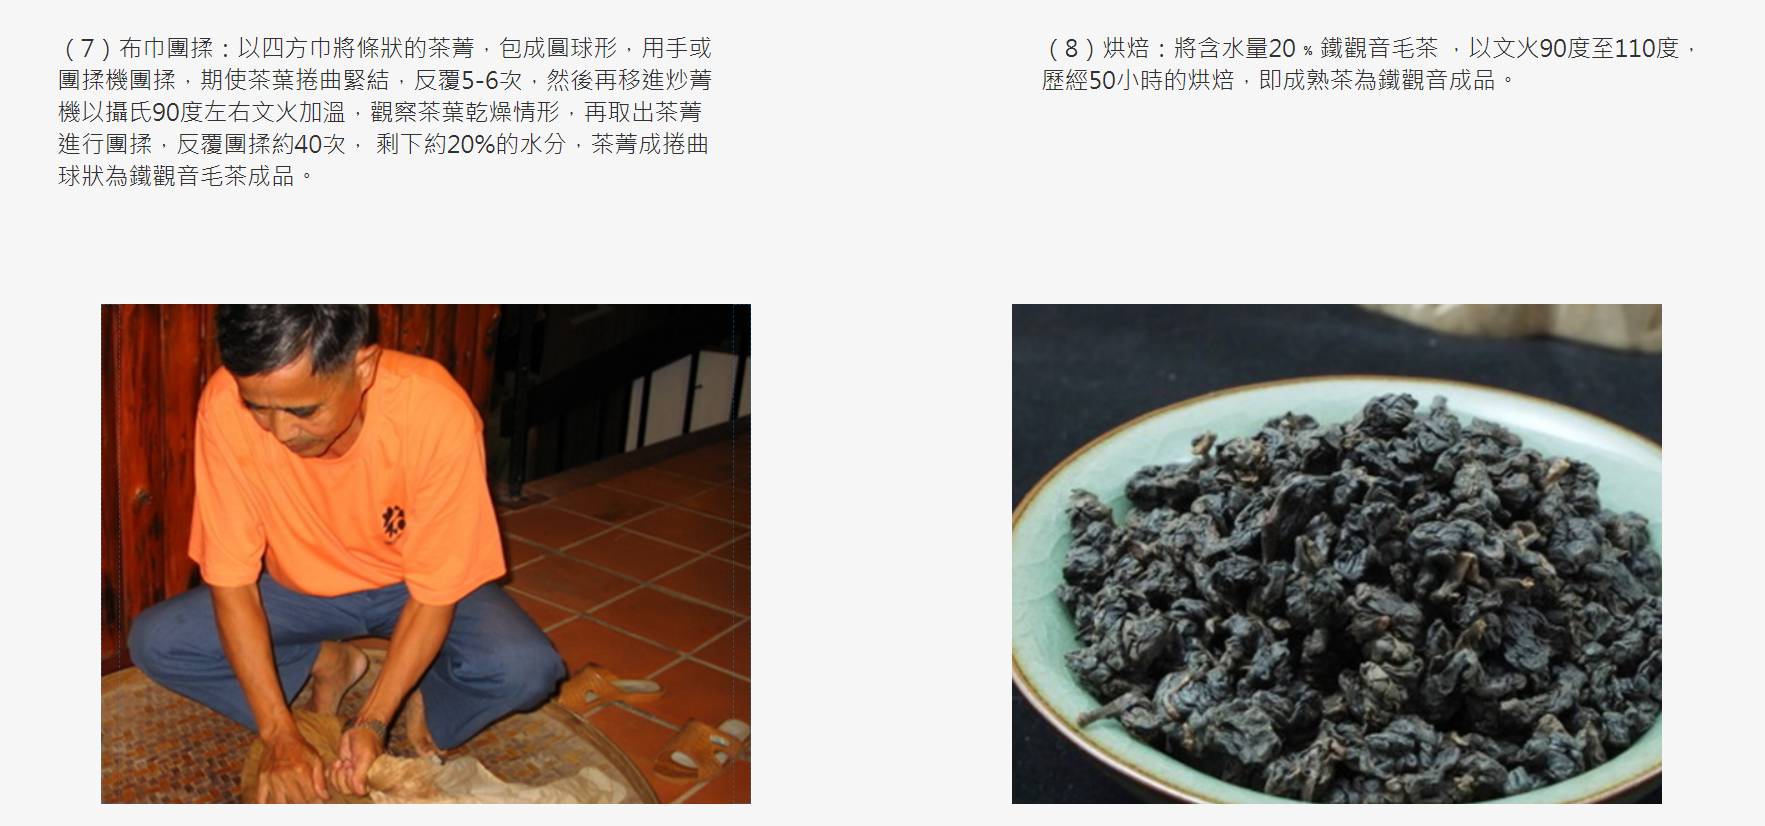 （7）布巾團揉：以四方巾將條狀的茶菁，包成圓球形，用手或
團揉機團揉，期使茶葉捲曲緊結，反覆5-6次，然後再移進炒菁
機以攝氏90度左右文火加溫，觀察茶葉乾燥情形，再取出茶菁
進行團揉，反覆團揉約40次， 剩下約20%的水分，茶菁成捲曲
球狀為鐵觀音毛茶成品。
（8）烘焙：將含水量20﹪鐵觀音毛茶 ，以文火90度至110度，
歷經50小時的烘焙，即成熟茶為鐵觀音成品。